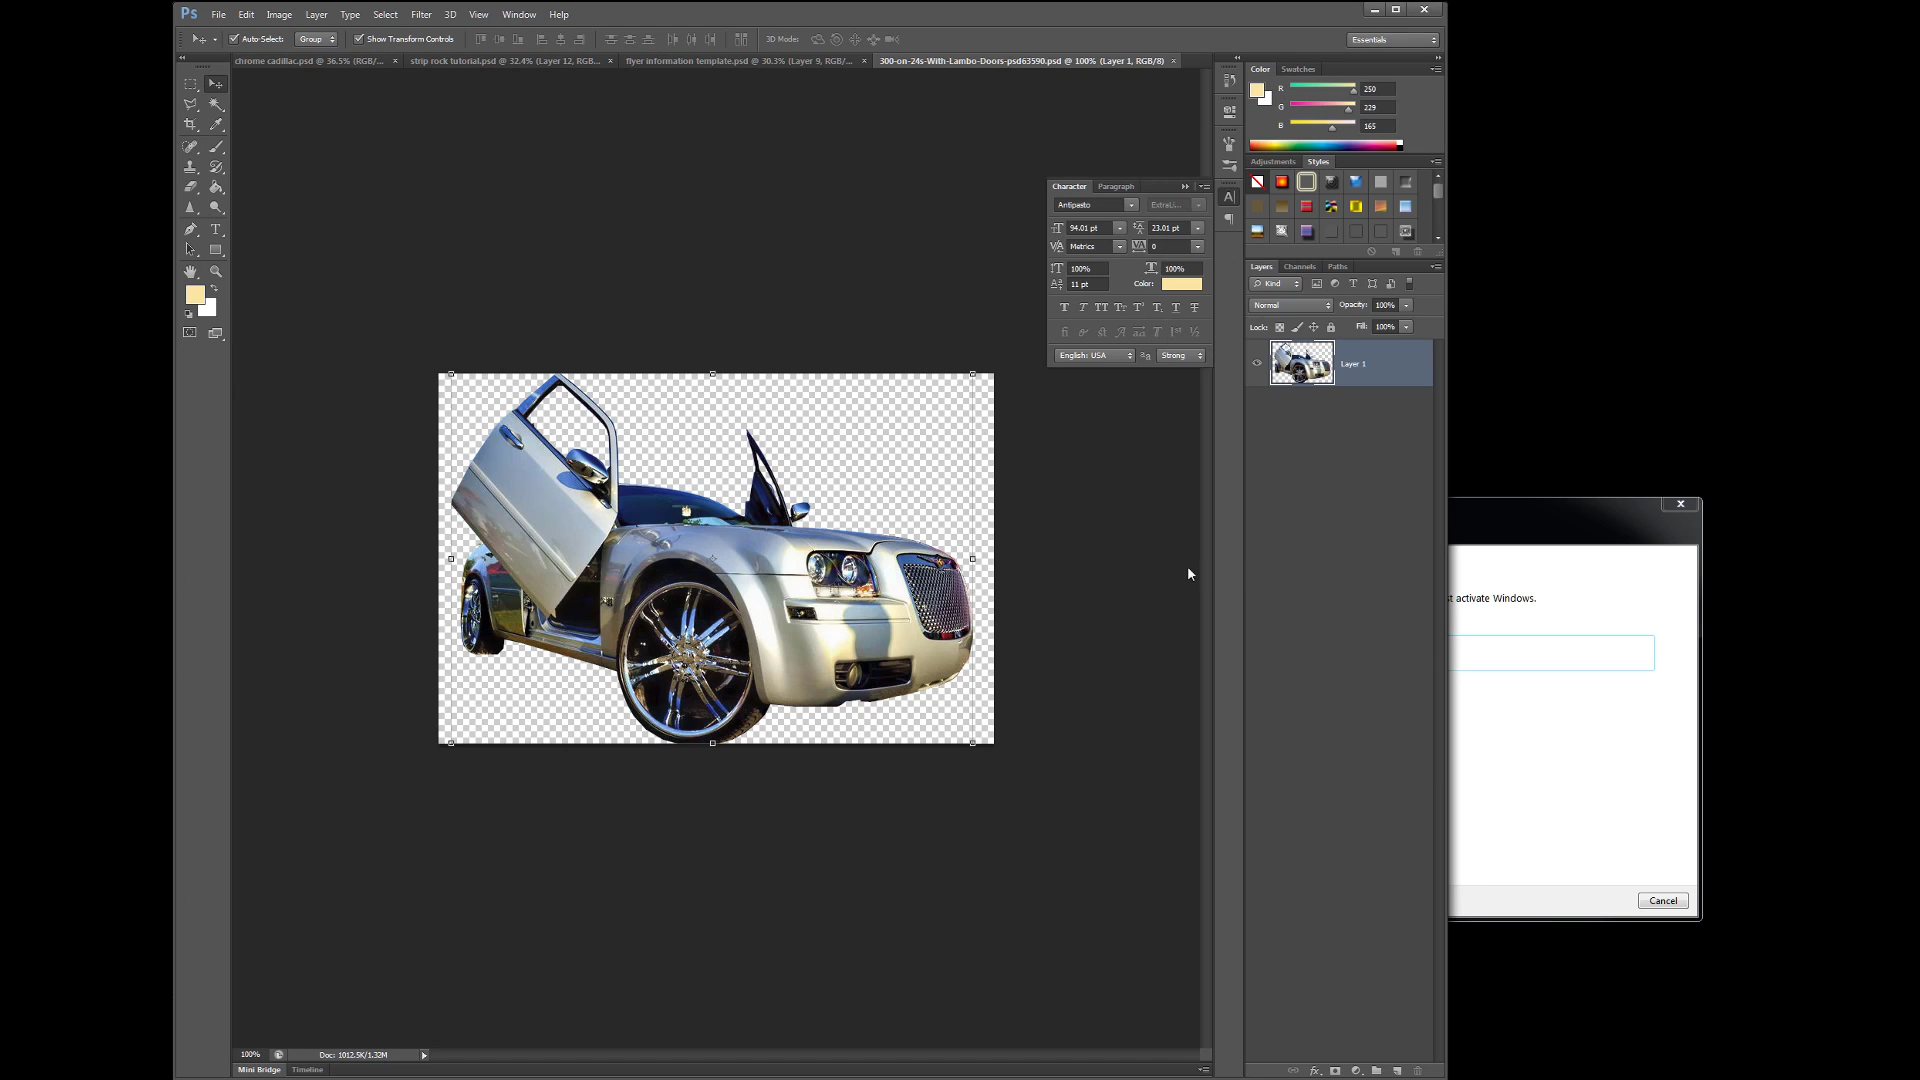 Ps File Edit Image Layer Type Select Filter 3D View Window Help
Auto-Select: Group Show Transform Controls 3D Mode: Essentials
chrome cadillac.psd @ 36.5% (RGB/... × strip rock tutorial.psd @ 32.4% (Layer 12, RGB... × flyer information template.psd @ 30.3% (Layer 9, RGB/... × 300-on-24s-With-Lambo-Doors-psd63590.psd @ 100% (Layer 1, RGB/8) ×
Color Swatches
R 250
G 229
B 165
Adjustments Styles
Character Paragraph
Antipasto ExtraLi...
94.01 pt 23.01 pt
Metrics 0
100% 100%
11 pt Color:
English: USA Strong
Layers Channels Paths
Kind
Normal Opacity: 100%
Lock: Fill: 100%
Layer 1
st activate Windows.
Cancel
100% Doc: 1012.5K/1.32M
Mini Bridge Timeline